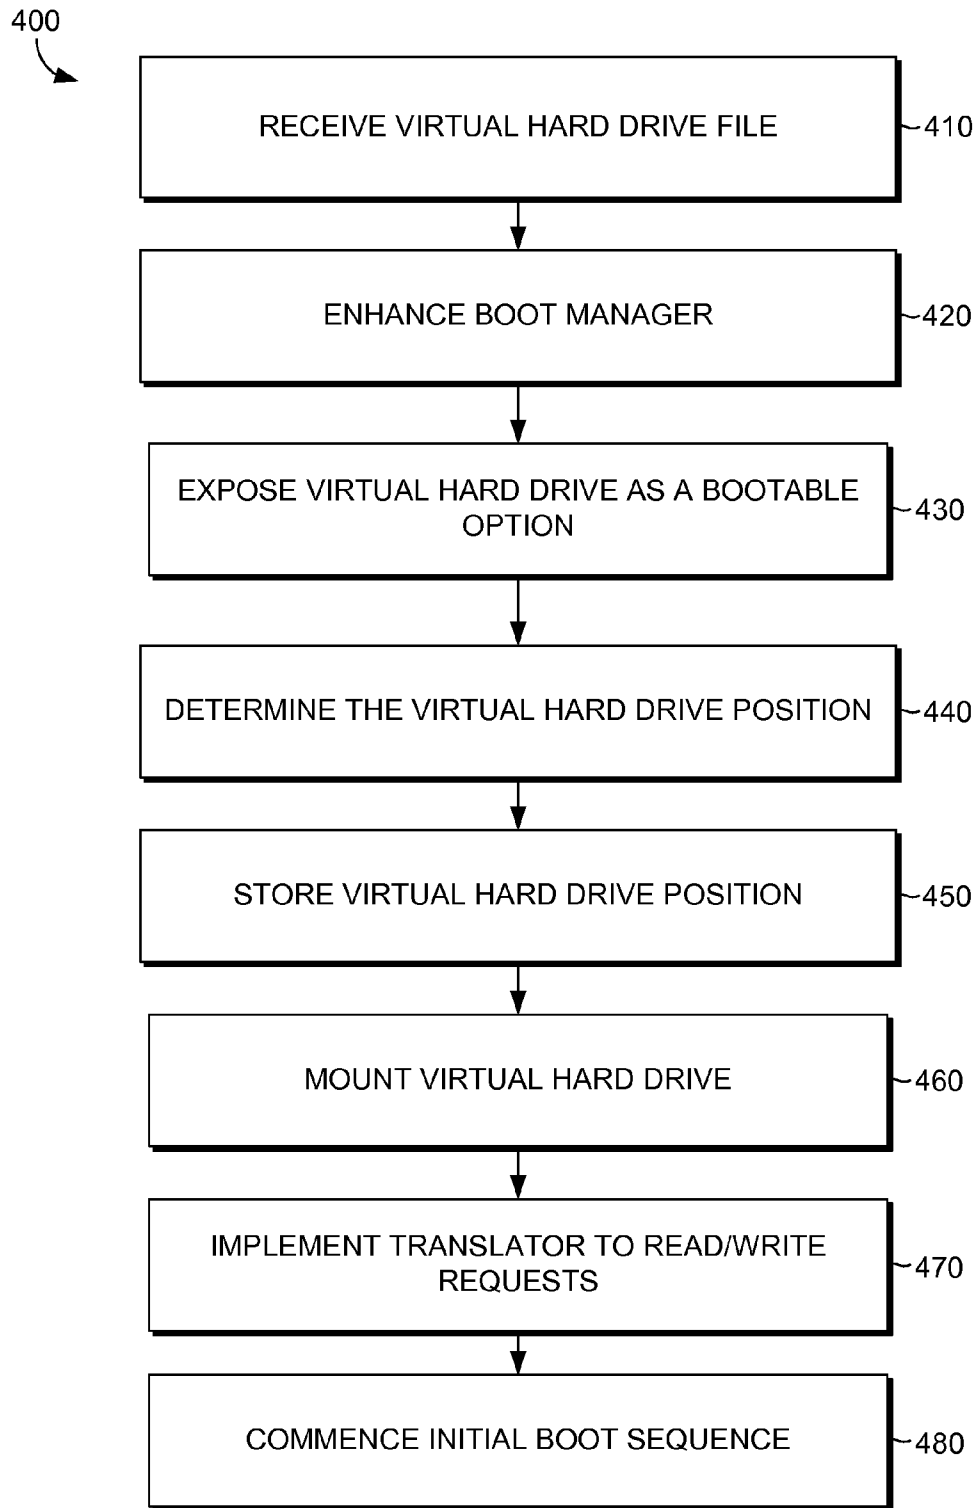 400
RECEIVE VIRTUAL HARD DRIVE FILE
410
ENHANCE BOOT MANAGER
420
EXPOSE VIRTUAL HARD DRIVE AS A BOOTABLE
OPTION
430
DETERMINE THE VIRTUAL HARD DRIVE POSITION
440
STORE VIRTUAL HARD DRIVE POSITION
450
MOUNT VIRTUAL HARD DRIVE
460
IMPLEMENT TRANSLATOR TO READ/WRITE
REQUESTS
470
COMMENCE INITIAL BOOT SEQUENCE
480